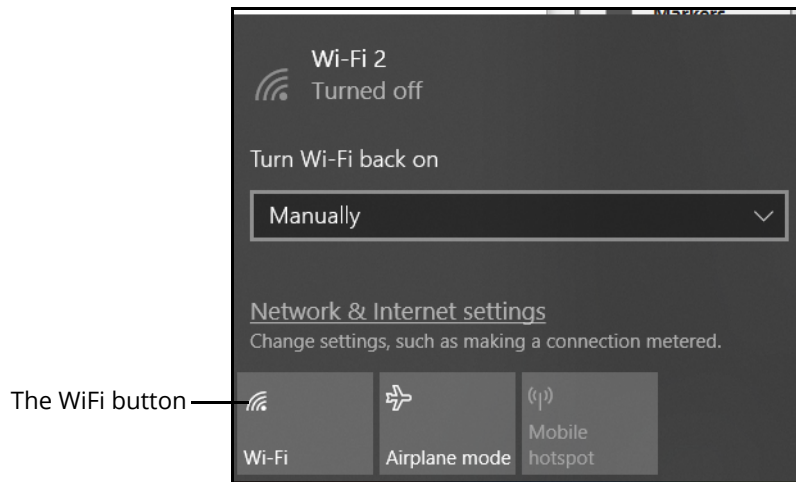 Markers
Wi-Fi 2
Turned off
Turn Wi-Fi back on
Manually
Network & Internet settings
Change settings, such as making a connection metered.
The WiFi button
Wi-Fi
Airplane mode
Mobile
hotspot